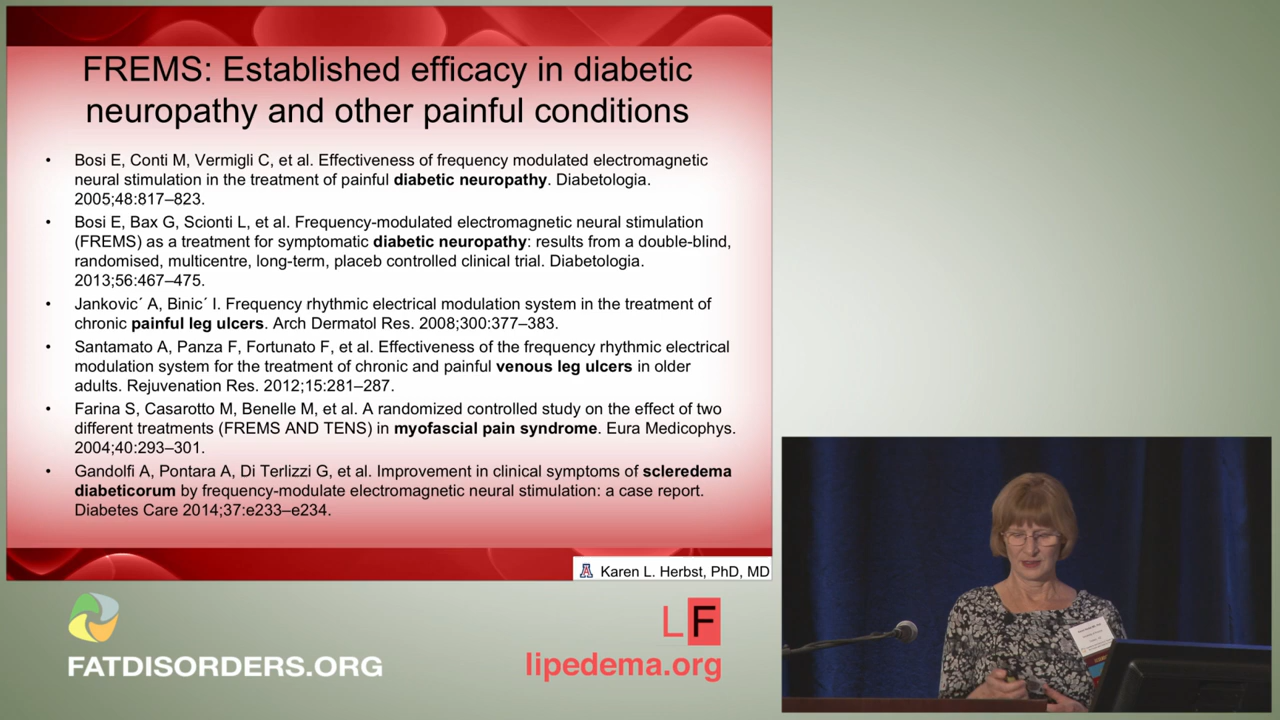 FREMS: Established efficacy in diabetic
neuropathy and other painful conditions
• Bosi E, Conti M, Vermigli C, et al. Effectiveness of frequency modulated electromagnetic
neural stimulation in the treatment of painful diabetic neuropathy. Diabetologia.
2005;48:817–823.
• Bosi E, Bax G, Scionti L, et al. Frequency-modulated electromagnetic neural stimulation
(FREMS) as a treatment for symptomatic diabetic neuropathy: results from a double-blind,
randomised, multicentre, long-term, placeb controlled clinical trial. Diabetologia.
2013;56:467–475.
• Jankovic´ A, Binic´ I. Frequency rhythmic electrical modulation system in the treatment of
chronic painful leg ulcers. Arch Dermatol Res. 2008;300:377–383.
• Santamato A, Panza F, Fortunato F, et al. Effectiveness of the frequency rhythmic electrical
modulation system for the treatment of chronic and painful venous leg ulcers in older
adults. Rejuvenation Res. 2012;15:281–287.
• Farina S, Casarotto M, Benelle M, et al. A randomized controlled study on the effect of two
different treatments (FREMS AND TENS) in myofascial pain syndrome. Eura Medicophys.
2004;40:293–301.
• Gandolfi A, Pontara A, Di Terlizzi G, et al. Improvement in clinical symptoms of scleredema
diabeticorum by frequency-modulate electromagnetic neural stimulation: a case report.
Diabetes Care 2014;37:e233–e234.
A Karen L. Herbst, PhD, MD
FATDISORDERS.ORG
LF
lipedema.org